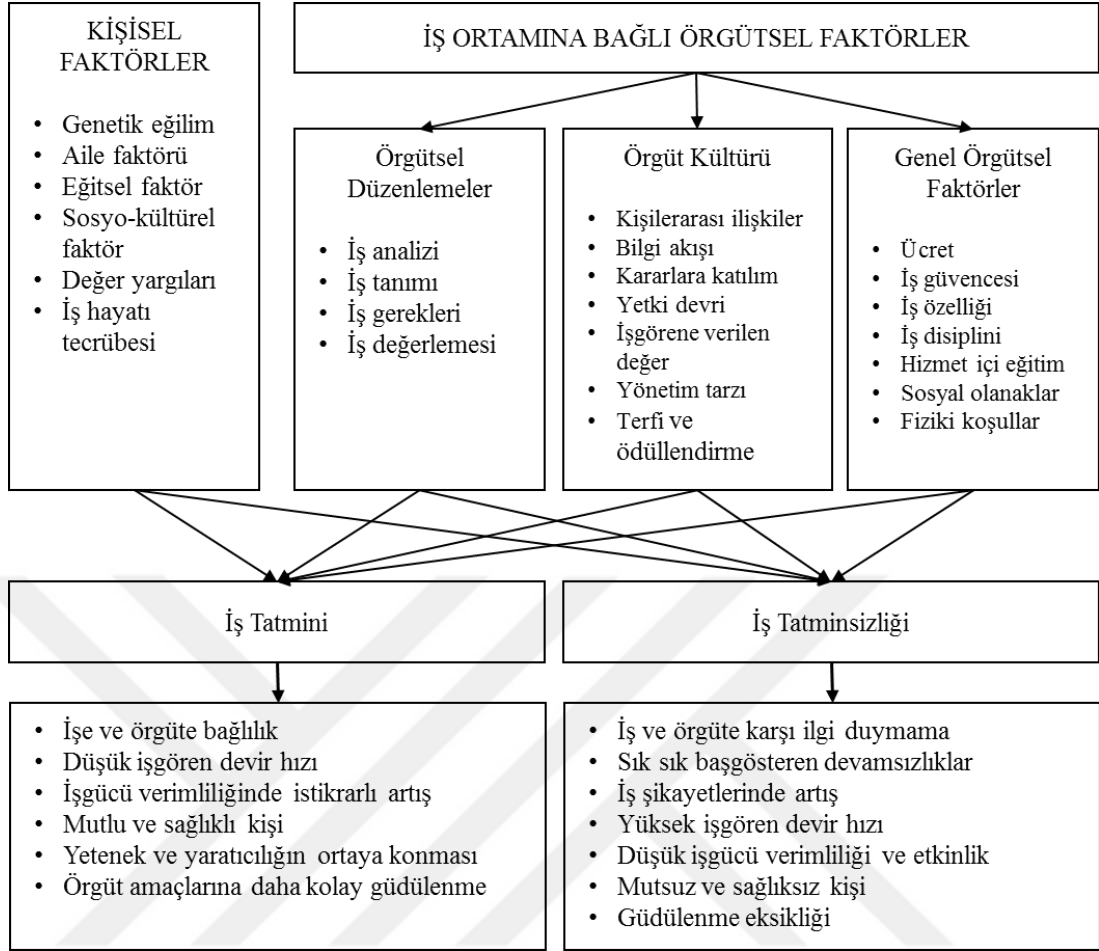 KİŞİSEL
FAKTÖRLER
• Genetik eğilim
• Aile faktörü
• Eğitsel faktör
• Sosyo-kültürel
faktör
• Değer yargıları
• İş hayatı
tecrübesi
İŞ ORTAMINA BAĞLI ÖRGÜTSEL FAKTÖRLER
Örgütsel
Düzenlemeler
• İş analizi
• İş tanımı
• İş gerekleri
• İş değerlemesi
Örgüt Kültürü
• Kişilerarası ilişkiler
• Bilgi akışı
• Kararlara katılım
• Yetki devri
• İşgörene verilen
değer
• Yönetim tarzı
• Terfi ve
ödüllendirme
Genel Örgütsel
Faktörler
• Ücret
• İş güvencesi
• İş özelliği
• İş disiplini
• Hizmet içi eğitim
• Sosyal olanaklar
• Fiziki koşullar
İş Tatmini
İş Tatminsizliği
• İşe ve örgüte bağlılık
• Düşük işgören devir hızı
• İşgücü verimliliğinde istikrarlı artış
• Mutlu ve sağlıklı kişi
• Yetenek ve yaratıcılığın ortaya konması
• Örgüt amaçlarına daha kolay güdülenme
• İş ve örgüte karşı ilgi duymama
• Sık sık başgösteren devamsızlıklar
• İş şikayetlerinde artış
• Yüksek işgören devir hızı
• Düşük işgücü verimliliği ve etkinlik
• Mutsuz ve sağlıksız kişi
• Güdülenme eksikliği